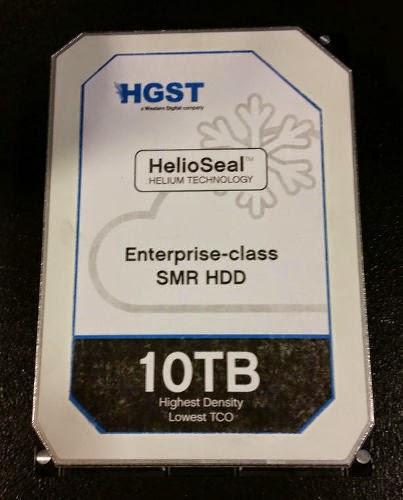 HGST
a Western Digital company
HelioSeal™
HELIUM TECHNOLOGY
Enterprise-class
SMR HDD
10TB
Highest Density
Lowest TCO